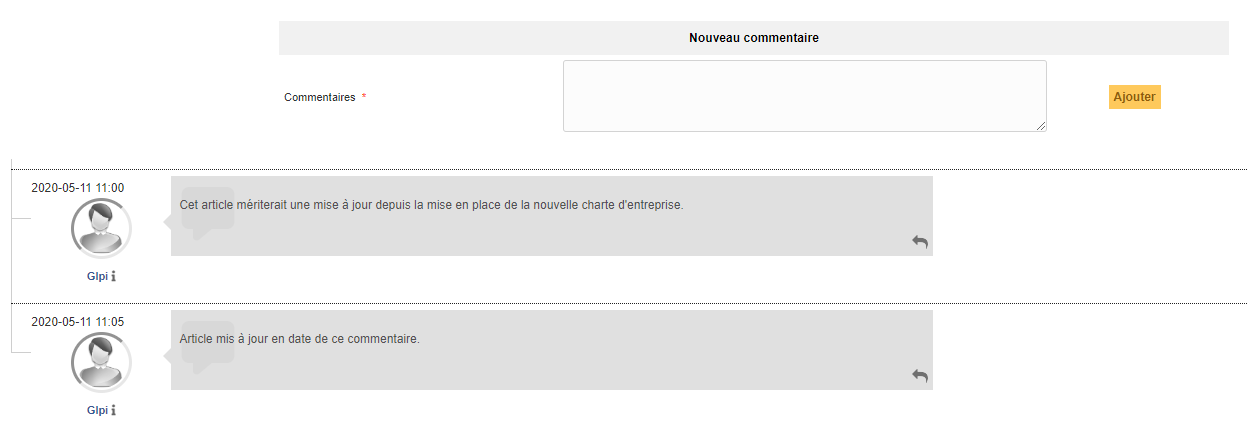 Nouveau commentaire
Commentaires *
Ajouter
2020-05-11 11:00
Cet article mériterait une mise à jour depuis la mise en place de la nouvelle charte d'entreprise.
Glpi
2020-05-11 11:05
Article mis à jour en date de ce commentaire.
Glpi